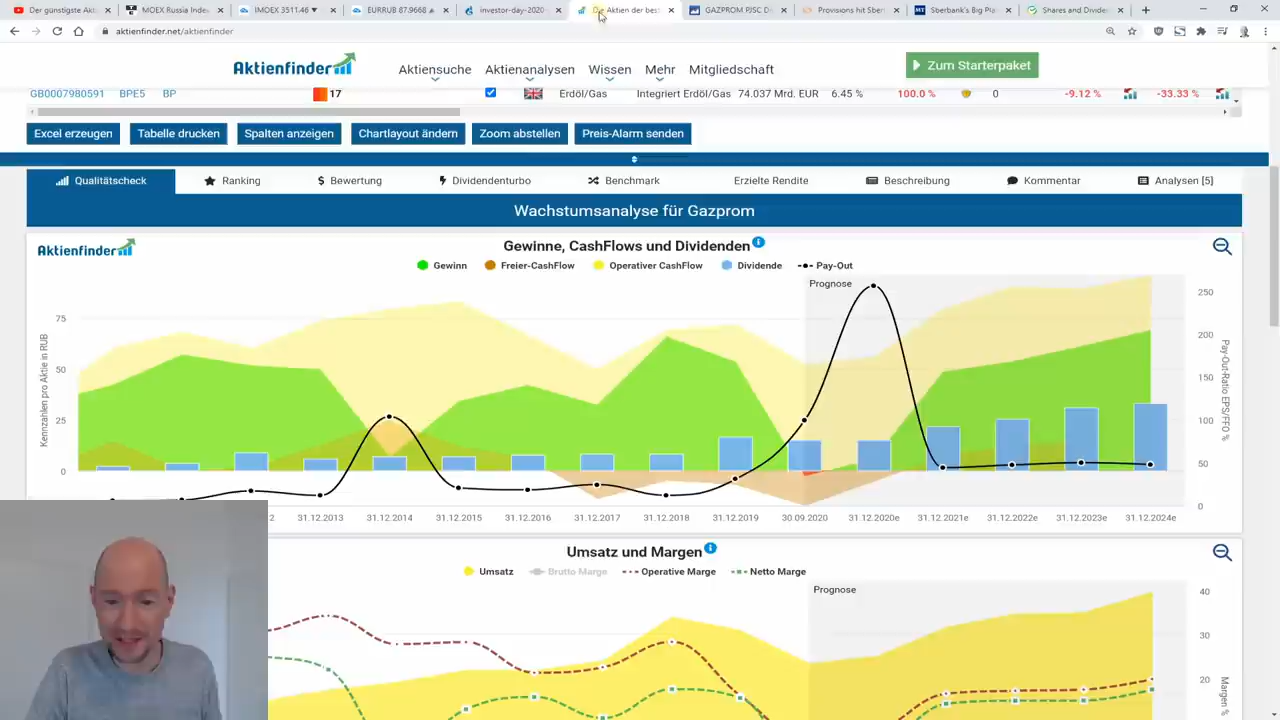 Der günstigste Akt
MOEX Russia Index
IMOEX 3511.46 ▼
EURRUB 87.9668 ▲
investor-day-2020
Die Aktien der best
GAZPROM PJSC D
Provisions hit Sber
Sberbank's Big Pla
Shares and Divide
aktienfinder.net/aktienfinder
Aktienfinder
Aktiensuche
Aktienanalysen
Wissen
Mehr
Mitgliedschaft
Zum Starterpaket
GB0007980591
BPE5
BP
17
Erdöl/Gas
Integriert Erdöl/Gas
74.037 Mrd. EUR
6.45 %
100.0 %
0
-9.12 %
-33.33 %
Excel erzeugen
Tabelle drucken
Spalten anzeigen
Chartlayout ändern
Zoom abstellen
Preis-Alarm senden
Qualitätscheck
Ranking
Bewertung
Dividendenturbo
Benchmark
Erzielte Rendite
Beschreibung
Kommentar
Analysen [5]
Wachstumsanalyse für Gazprom
Aktienfinder
Gewinne, CashFlows und Dividenden
Gewinn
Freier-CashFlow
Operativer CashFlow
Dividende
Pay-Out
Prognose
Kennzahlen pro Aktie in RUB
75
50
25
0
250
200
150
100
50
0
Pay-Out-Ratio EPS/FFO %
2
31.12.2013
31.12.2014
31.12.2015
31.12.2016
31.12.2017
31.12.2018
31.12.2019
30.09.2020
31.12.2020e
31.12.2021e
31.12.2022e
31.12.2023e
31.12.2024e
Umsatz und Margen
Umsatz
Brutto Marge
Operative Marge
Netto Marge
Prognose
40
30
20
Margen %